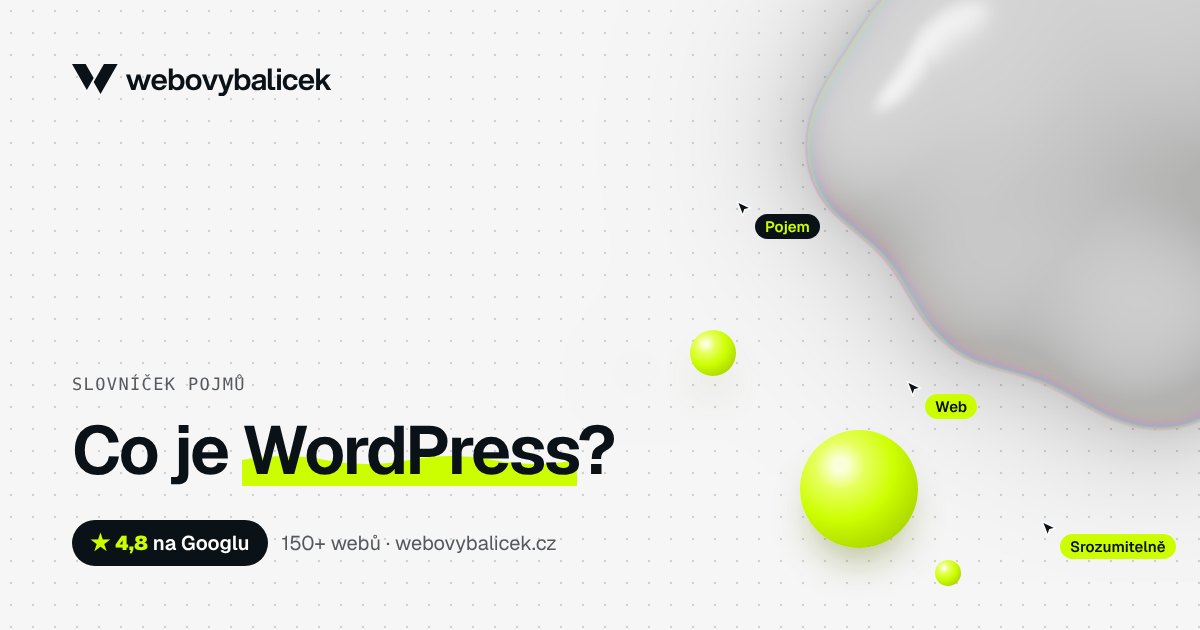 webovybalicek
Pojem
SLOVNÍČEK POJMŮ
Web
Co je WordPress?
★ 4,8 na Googlu 150+ webů · webovybalicek.cz
Srozumitelně